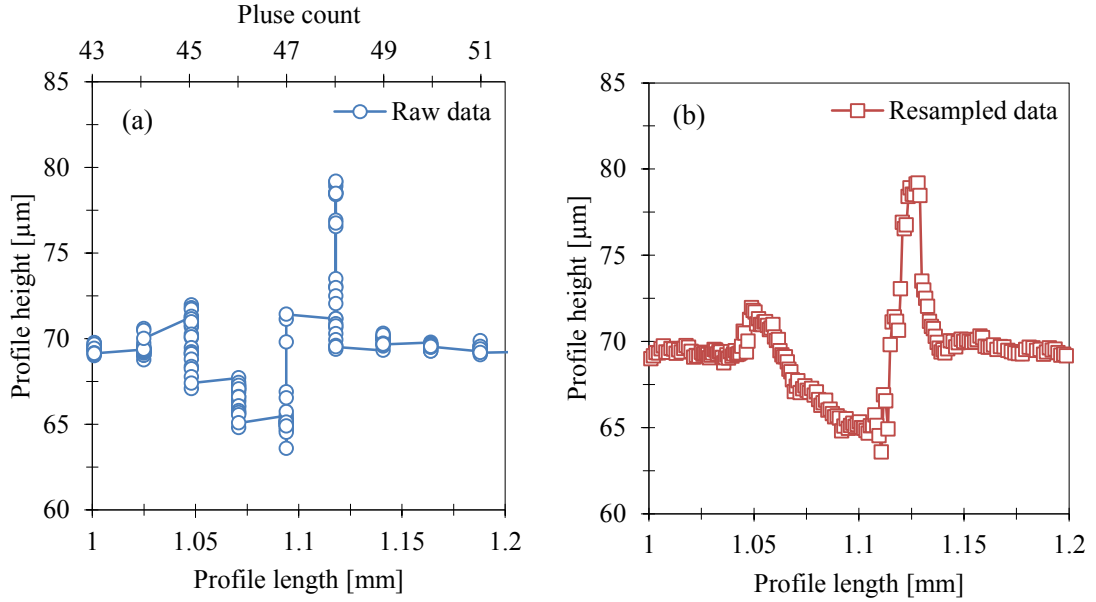 Pluse count
43 45 47 49 51
85
80
75
70
65
60
Profile height [µm]
(a)
Raw data
1 1.05 1.1 1.15 1.2
Profile length [mm]
85
80
75
70
65
60
Profile height [µm]
(b)
Resampled data
1 1.05 1.1 1.15 1.2
Profile length [mm]